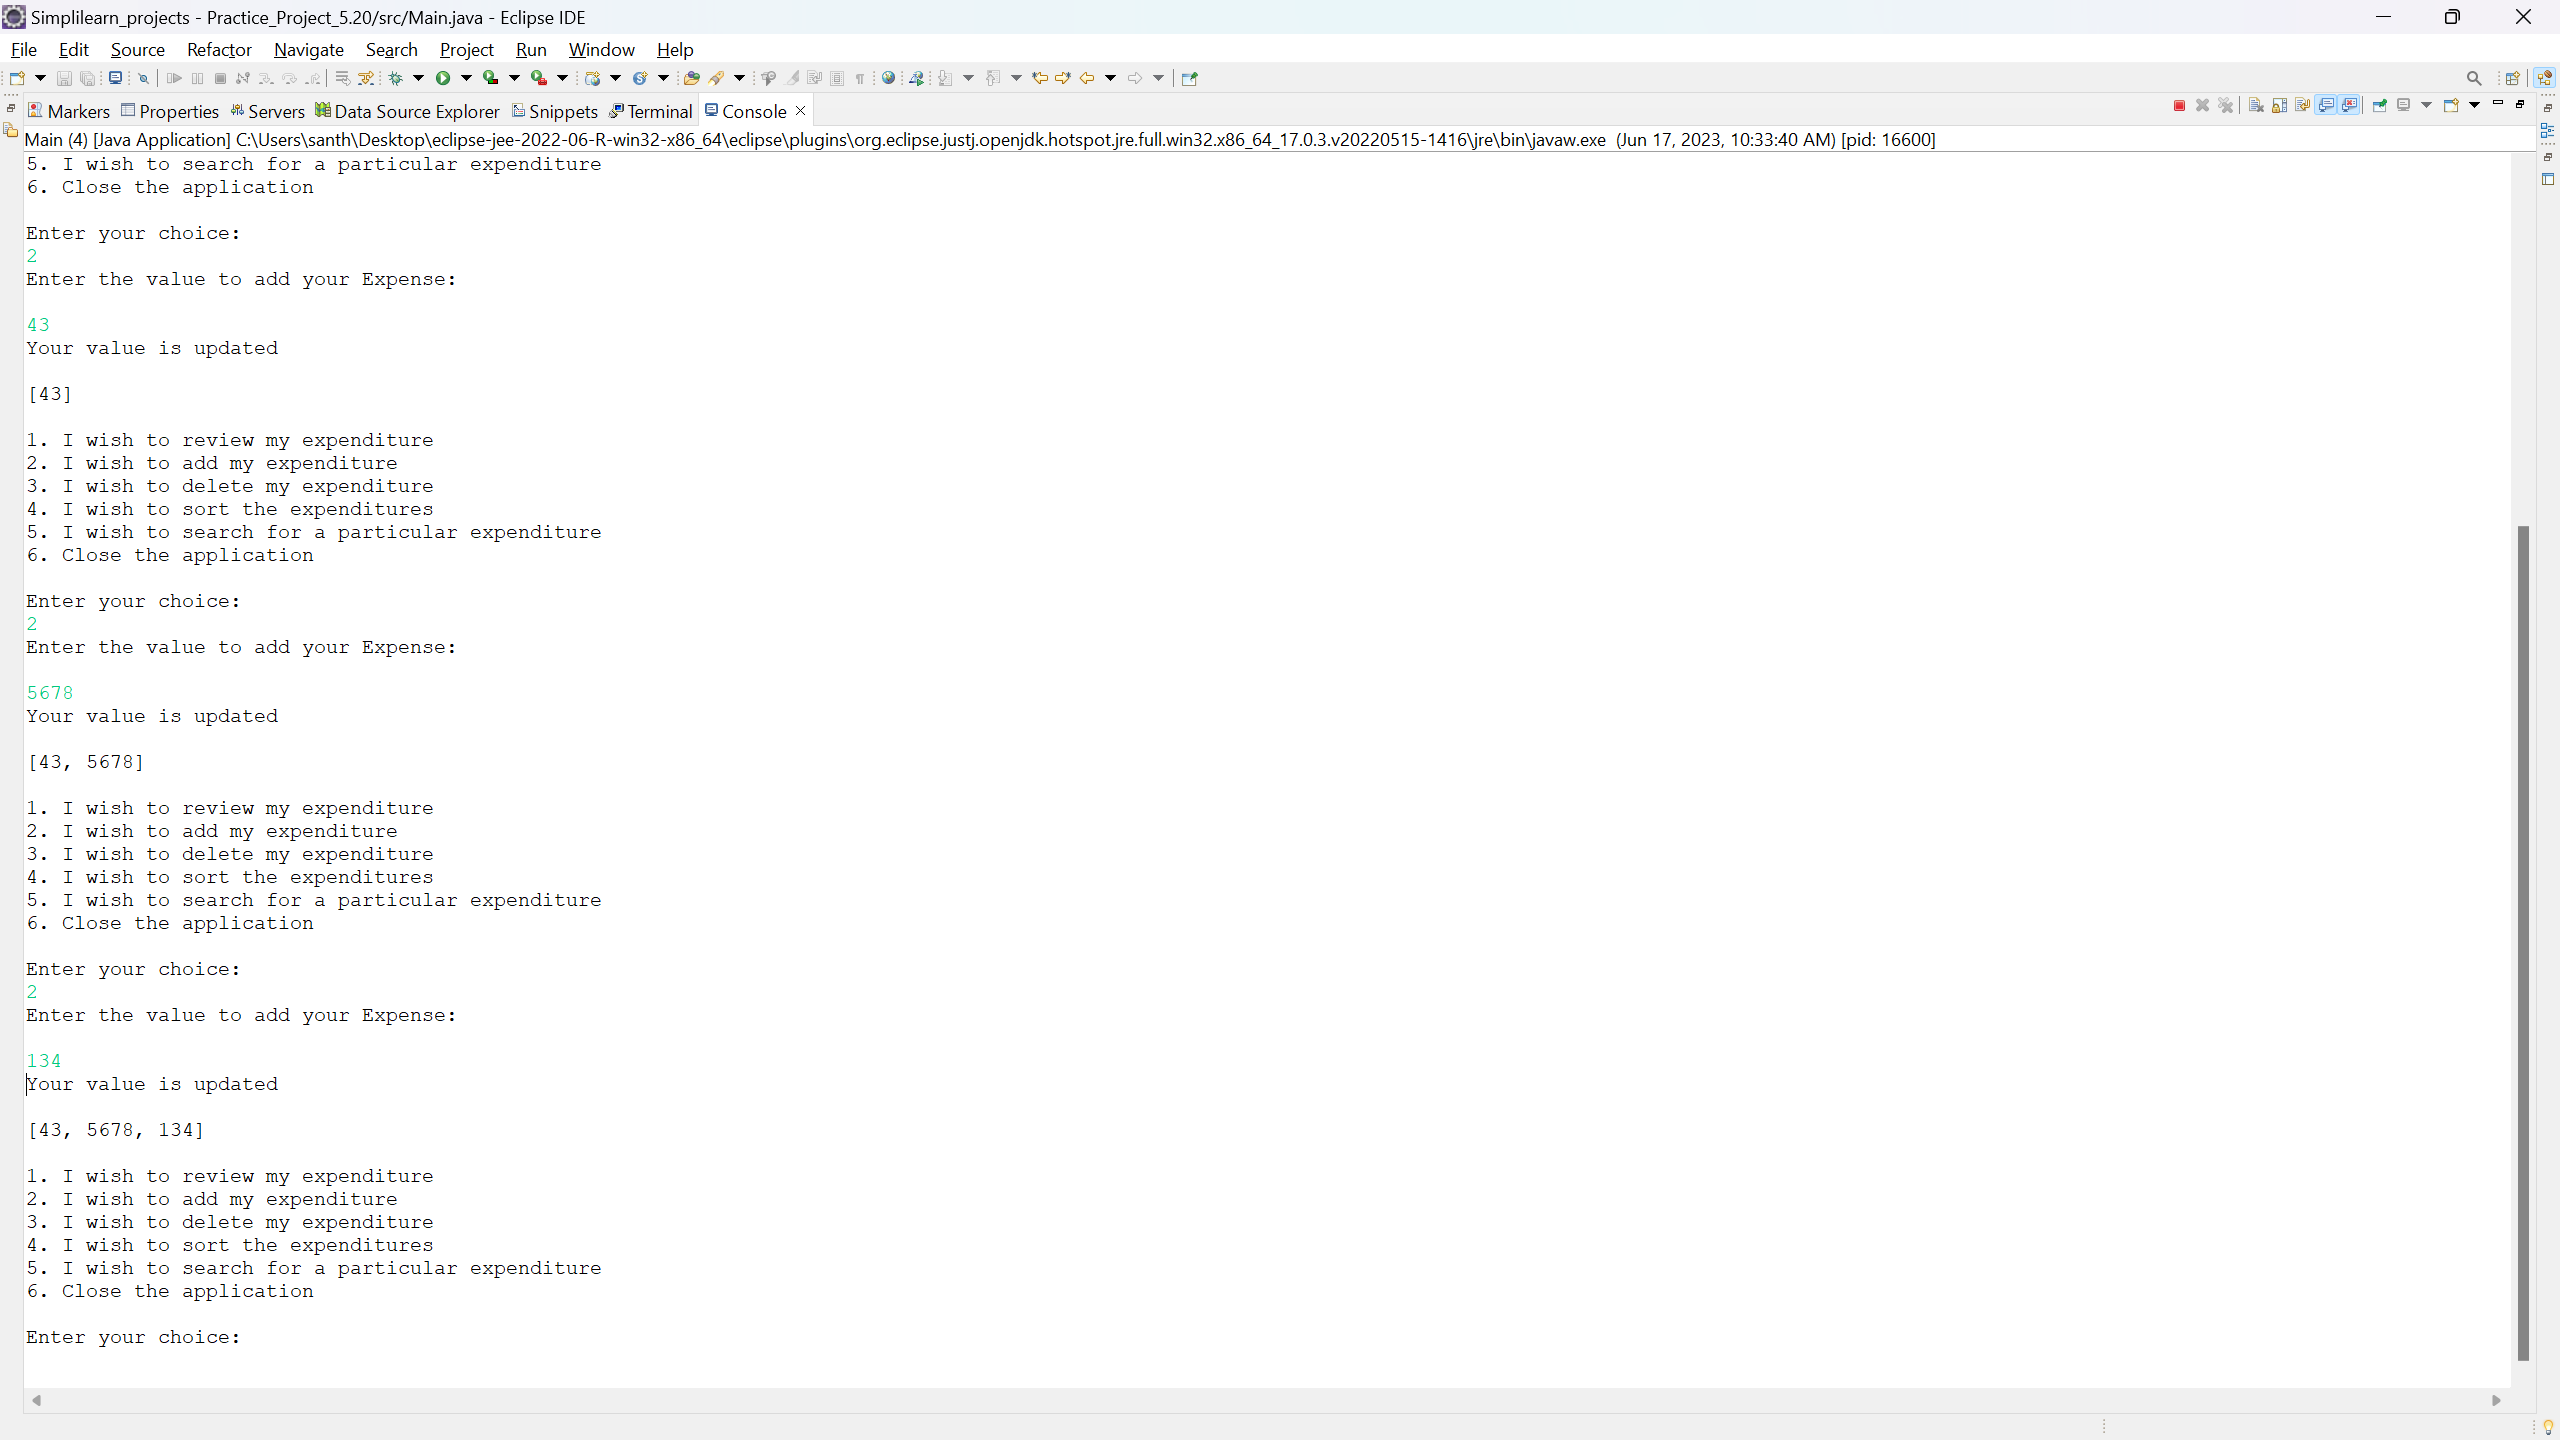 Simplilearn_projects - Practice_Project_5.20/src/Main.java - Eclipse IDE
File Edit Source Refactor Navigate Search Project Run Window Help
Markers Properties Servers Data Source Explorer Snippets Terminal Console
Main (4) [Java Application] C:\Users\santh\Desktop\eclipse-jee-2022-06-R-win32-x86_64\eclipse\plugins\org.eclipse.justj.openjdk.hotspot.jre.full.win32.x86_64_17.0.3.v20220515-1416\jre\bin\javaw.exe (Jun 17, 2023, 10:33:40 AM) [pid: 16600]
5. I wish to search for a particular expenditure
6. Close the application
Enter your choice:
2
Enter the value to add your Expense:
43
Your value is updated
[43]
1. I wish to review my expenditure
2. I wish to add my expenditure
3. I wish to delete my expenditure
4. I wish to sort the expenditures
5. I wish to search for a particular expenditure
6. Close the application
Enter your choice:
2
Enter the value to add your Expense:
5678
Your value is updated
[43, 5678]
1. I wish to review my expenditure
2. I wish to add my expenditure
3. I wish to delete my expenditure
4. I wish to sort the expenditures
5. I wish to search for a particular expenditure
6. Close the application
Enter your choice:
2
Enter the value to add your Expense:
134
Your value is updated
[43, 5678, 134]
1. I wish to review my expenditure
2. I wish to add my expenditure
3. I wish to delete my expenditure
4. I wish to sort the expenditures
5. I wish to search for a particular expenditure
6. Close the application
Enter your choice: